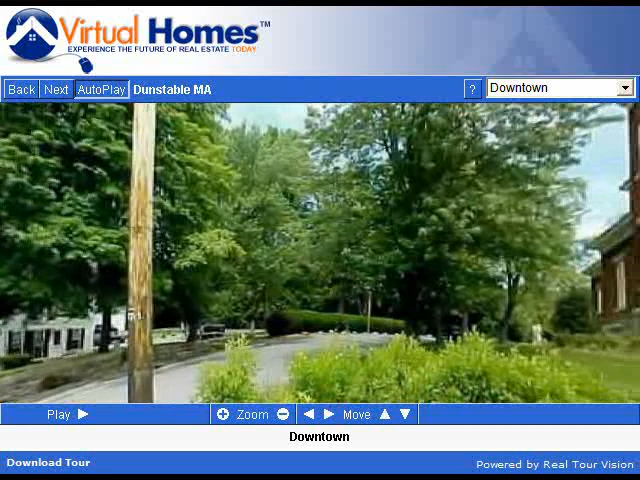 Virtual Homes™
EXPERIENCE THE FUTURE OF REAL ESTATE TODAY
Back Next AutoPlay Dunstable MA ? Downtown
Play Zoom Move
Downtown
Download Tour Powered by Real Tour Vision